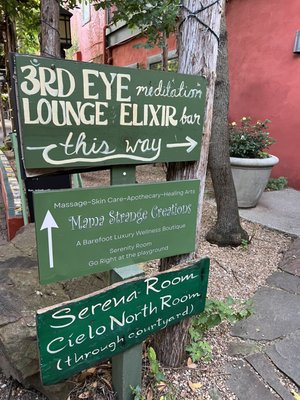 3RD EYE meditation
LOUNGE ELIXIR bar
this way
Massage-Skin Care-Apothecary-Healing Arts
Mama Strange Creations
A Barefoot Luxury Wellness Boutique
Serenity Room
Go Right at the playground
Serena Room
Cielo North Room
(through courtyard)